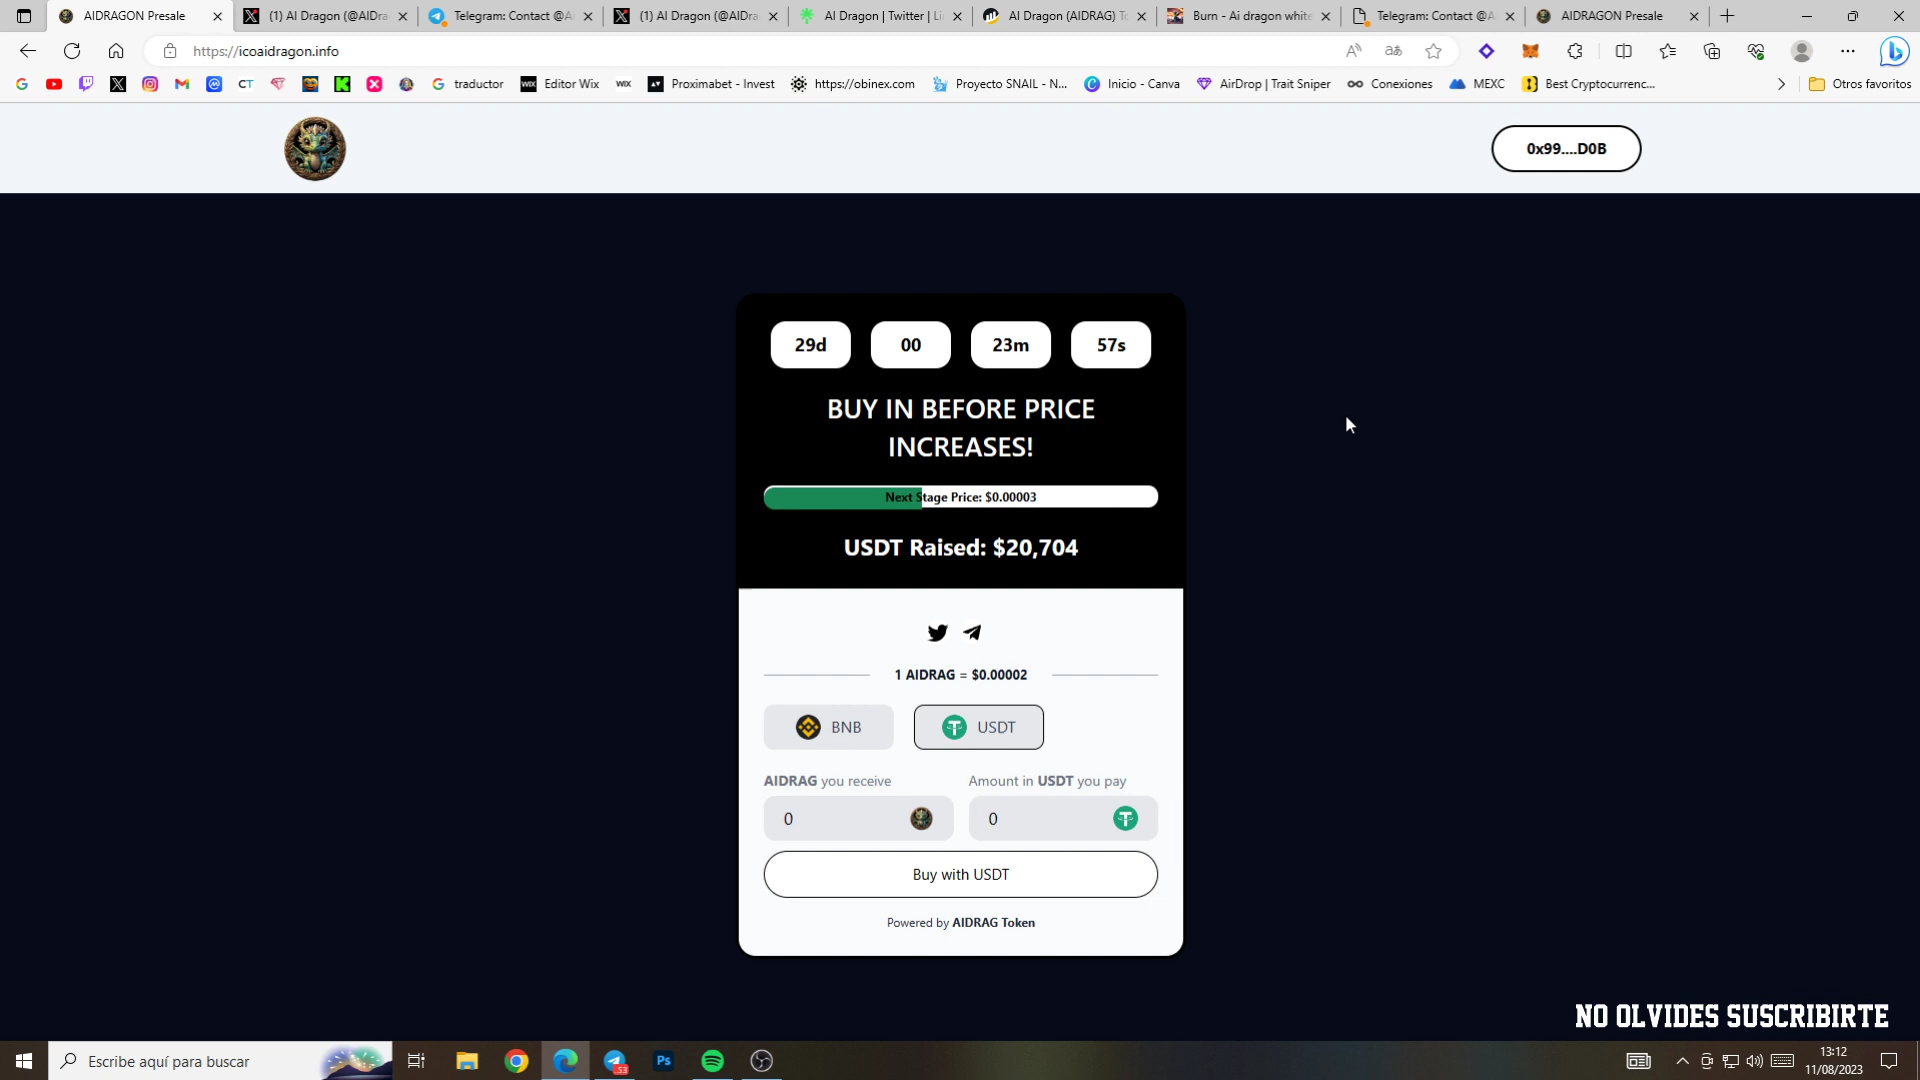 AIDRAGON Presale
(1) AI Dragon (@AIDra
Telegram: Contact @A
(1) AI Dragon (@AIDra
AI Dragon | Twitter | Li
AI Dragon (AIDRAG) To
Burn - Ai dragon white
Telegram: Contact @A
AIDRAGON Presale
https://icoaidragon.info
traductor
Editor Wix
Proximabet - Invest
https://obinex.com
Proyecto SNAIL - N...
Inicio - Canva
AirDrop | Trait Sniper
Conexiones
MEXC
Best Cryptocurrenc...
Otros favoritos
0x99....D0B
29d 00 23m 57s
BUY IN BEFORE PRICE
INCREASES!
Next Stage Price: $0.00003
USDT Raised: $20,704
1 AIDRAG = $0.00002
BNB USDT
AIDRAG you receive Amount in USDT you pay
0 0
Buy with USDT
Powered by AIDRAG Token
NO OLVIDES SUSCRIBIRTE
Escribe aquí para buscar
Ps
53
13:12
11/08/2023